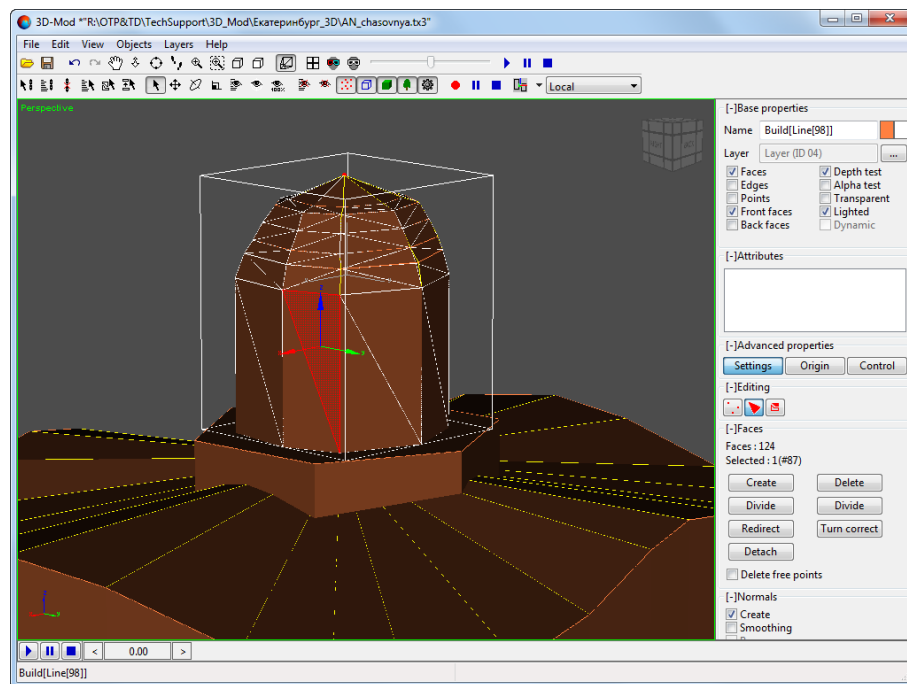 3D-Mod *"R:\OTP&TD\TechSupport\3D_Mod\Екатеринбург_3D\AN_chasovnya.tx3"
File Edit View Objects Layers Help
Local
Perspective
[-]Base properties
Name Build[Line[98]]
Layer Layer (ID 04) ...
Faces Depth test
Edges Alpha test
Points Transparent
Front faces Lighted
Back faces Dynamic
[-]Attributes
[-]Advanced properties
Settings Origin Control
[-]Editing
[-]Faces
Faces : 124
Selected : 1(#87)
Create Delete
Divide Divide
Redirect Turn correct
Detach
Delete free points
[-]Normals
Create
Smoothing
< 0.00 >
Build[Line[98]]